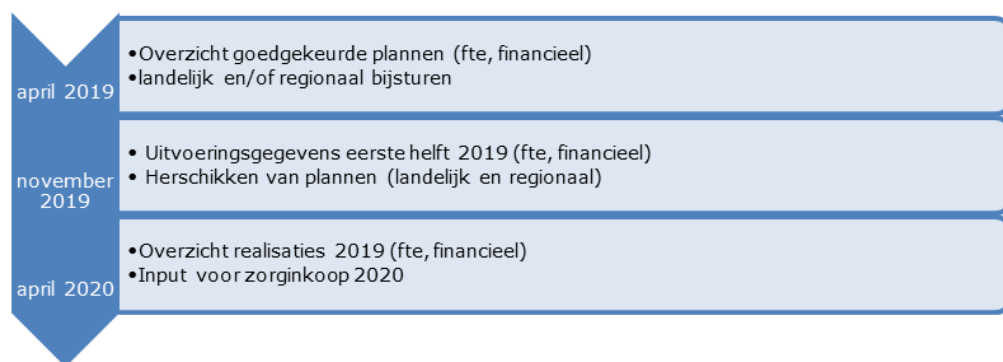 april 2019
•Overzicht goedgekeurde plannen (fte, financieel)
•landelijk en/of regionaal bijsturen
november
2019
• Uitvoeringsgegevens eerste helft 2019 (fte, financieel)
• Herschikken van plannen (landelijk en regionaal)
april 2020
•Overzicht realisaties 2019 (fte, financieel)
•Input voor zorginkoop 2020